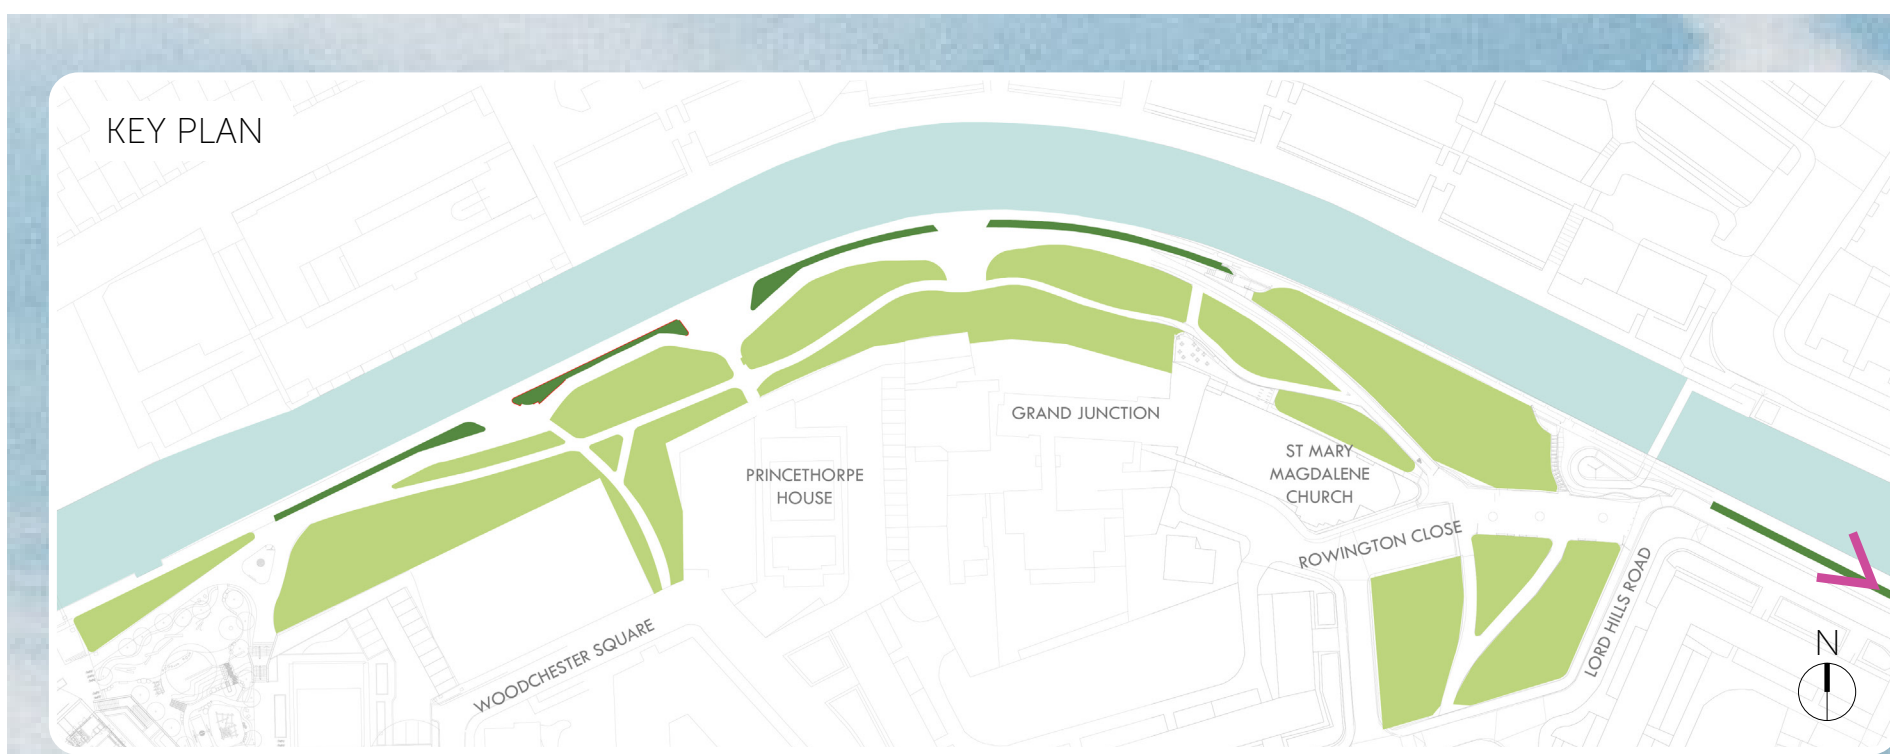 KEY PLAN
GRAND JUNCTION
PRINCETHORPE
HOUSE
ST MARY
MAGDALENE
CHURCH
ROWINGTON CLOSE
LORD HILLS ROAD
WOODCHESTER SQUARE
N